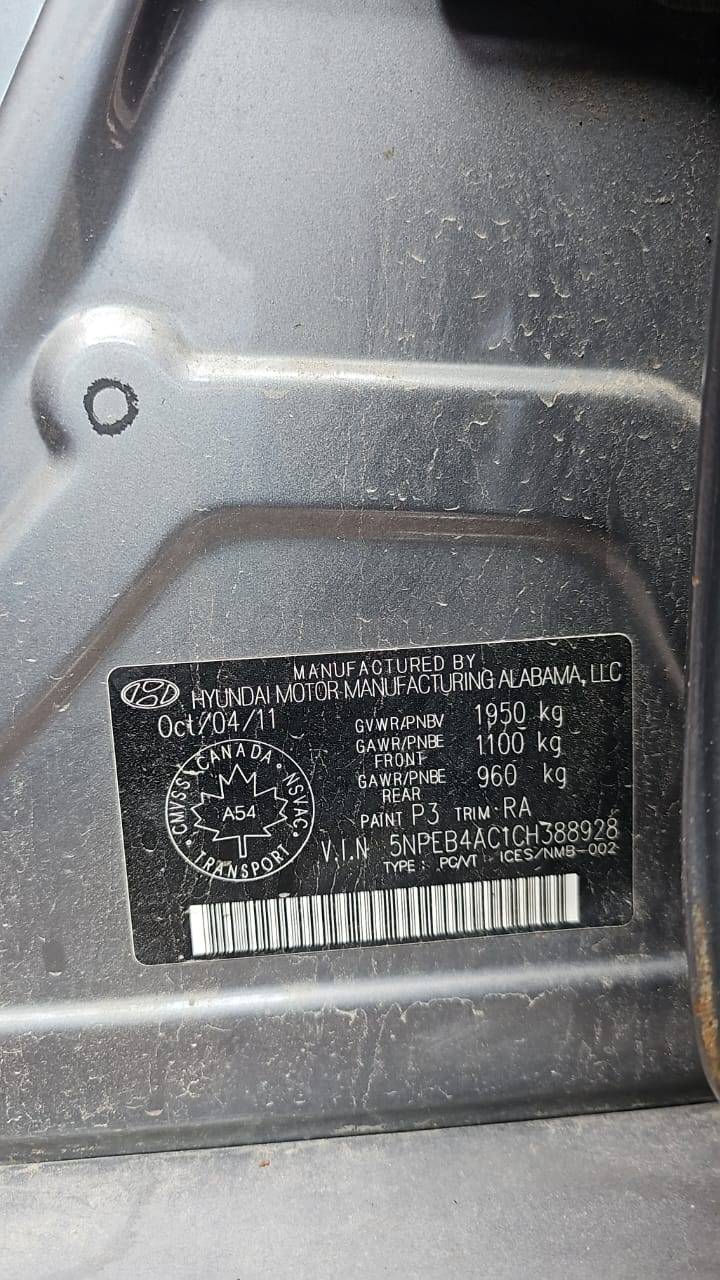 MANUFACTURED BY
HYUNDAI MOTOR MANUFACTURING ALABAMA, LLC
Oct/04/11
GVWR/PNBV 1950 kg
GAWR/PNBE FRONT 1100 kg
GAWR/PNBE REAR 960 kg
PAINT P3 TRIM RA
CANADA · NSVAC · TRANSPORT · CMVSS
A54
V.I.N 5NPEB4AC1CH388928
TYPE : PC/VT ICES/NMB-002